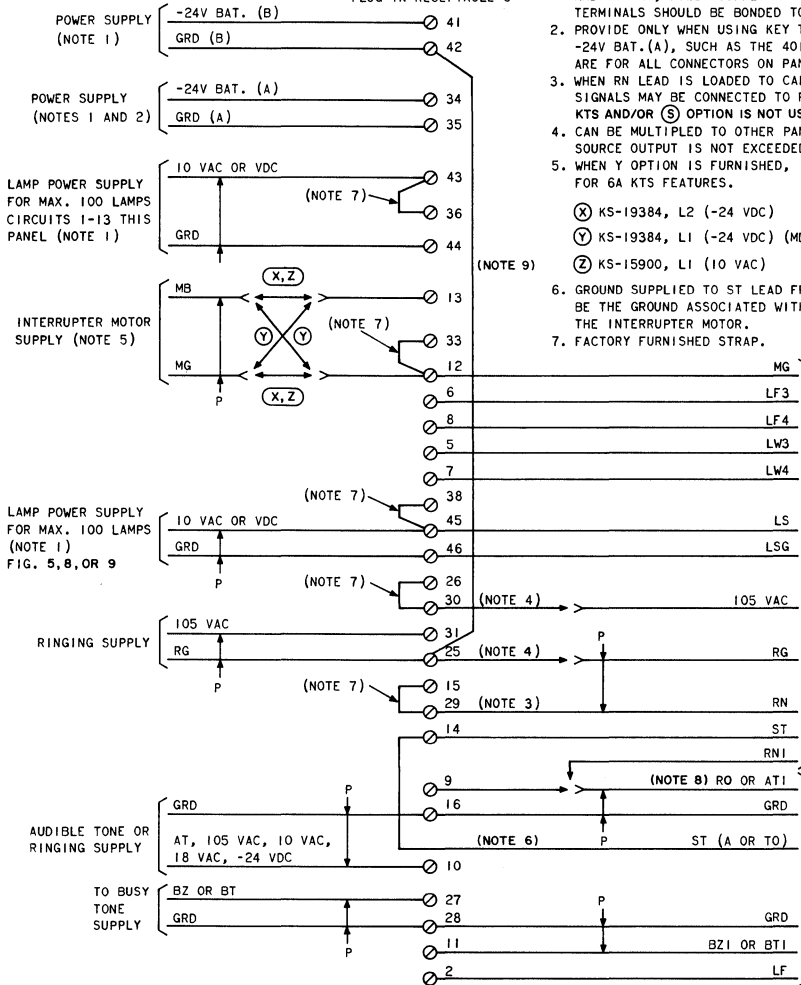 PLUG-IN RECEPTACLE
TERMINALS SHOULD BE BONDED TO
2. PROVIDE ONLY WHEN USING KEY
-24V BAT.(A), SUCH AS THE
ARE FOR ALL CONNECTORS ON
3. WHEN RN LEAD IS LOADED TO
SIGNALS MAY BE CONNECTED TO
KTS AND/OR (S) OPTION IS NOT
4. CAN BE MULTIPLED TO OTHER
SOURCE OUTPUT IS NOT EXCEEDED
5. WHEN Y OPTION IS FURNISHED,
FOR 6A KTS FEATURES.
(X) KS-19384, L2 (-24 VDC)
(Y) KS-19384, L1 (-24 VDC)
(Z) KS-15900, L1 (10 VAC)
6. GROUND SUPPLIED TO ST LEAD
BE THE GROUND ASSOCIATED
THE INTERRUPTER MOTOR.
7. FACTORY FURNISHED STRAP.
POWER SUPPLY
(NOTE 1)
-24V BAT. (B)
41
GRD (B)
42
POWER SUPPLY
(NOTES 1 AND 2)
-24V BAT. (A)
34
GRD (A)
35
LAMP POWER SUPPLY
FOR MAX. 100 LAMPS
CIRCUITS 1-13 THIS
PANEL (NOTE 1)
10 VAC OR VDC
43
(NOTE 7)
36
GRD
44
(NOTE 9)
INTERRUPTER MOTOR
SUPPLY (NOTE 5)
MB
X,Z
13
Y Y
(NOTE 7)
33
MG
X,Z
P
12
MG
6
LF3
8
LF4
5
LW3
7
LW4
LAMP POWER SUPPLY
FOR MAX. 100 LAMPS
(NOTE 1)
FIG. 5,8,OR 9
(NOTE 7)
38
10 VAC OR VDC
45
LS
GRD
46
LSG
P
(NOTE 7)
26
30
(NOTE 4)
105 VAC
RINGING SUPPLY
105 VAC
31
RG
25
(NOTE 4)
P
RG
P
(NOTE 7)
15
29
(NOTE 3)
RN
14
ST
RN1
9
(NOTE 8) RO OR AT1
AUDIBLE TONE OR
RINGING SUPPLY
GRD
P
16
GRD
P
AT, 105 VAC, 10 VAC,
18 VAC, -24 VDC
(NOTE 6)
ST (A OR TO)
10
TO BUSY
TONE
SUPPLY
BZ OR BT
27
GRD
28
P
GRD
P
11
BZ1 OR BT1
2
LF